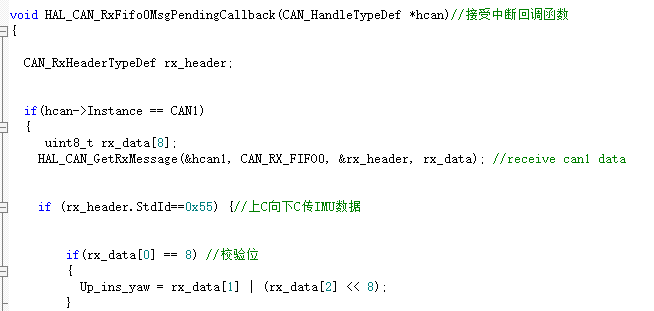 void HAL_CAN_RxFifo0MsgPendingCallback(CAN_HandleTypeDef *hcan)//接受中断回调函数
{
CAN_RxHeaderTypeDef rx_header;
if(hcan->Instance == CAN1)
{
uint8_t rx_data[8];
HAL_CAN_GetRxMessage(&hcan1, CAN_RX_FIFO0, &rx_header, rx_data); //receive can1 data
if (rx_header.StdId==0x55) {//上C向下C传IMU数据
if(rx_data[0] == 8) //校验位
{
Up_ins_yaw = rx_data[1] | (rx_data[2] << 8);
}